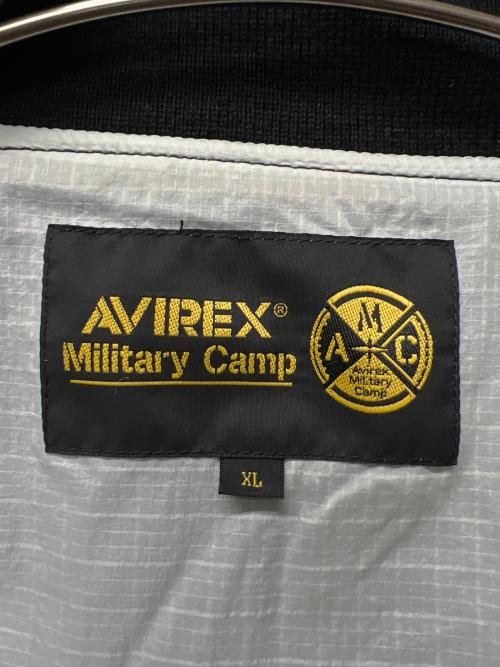 AVIREX®
Military Camp
M
A C
Avirex
Military
Camp
XL